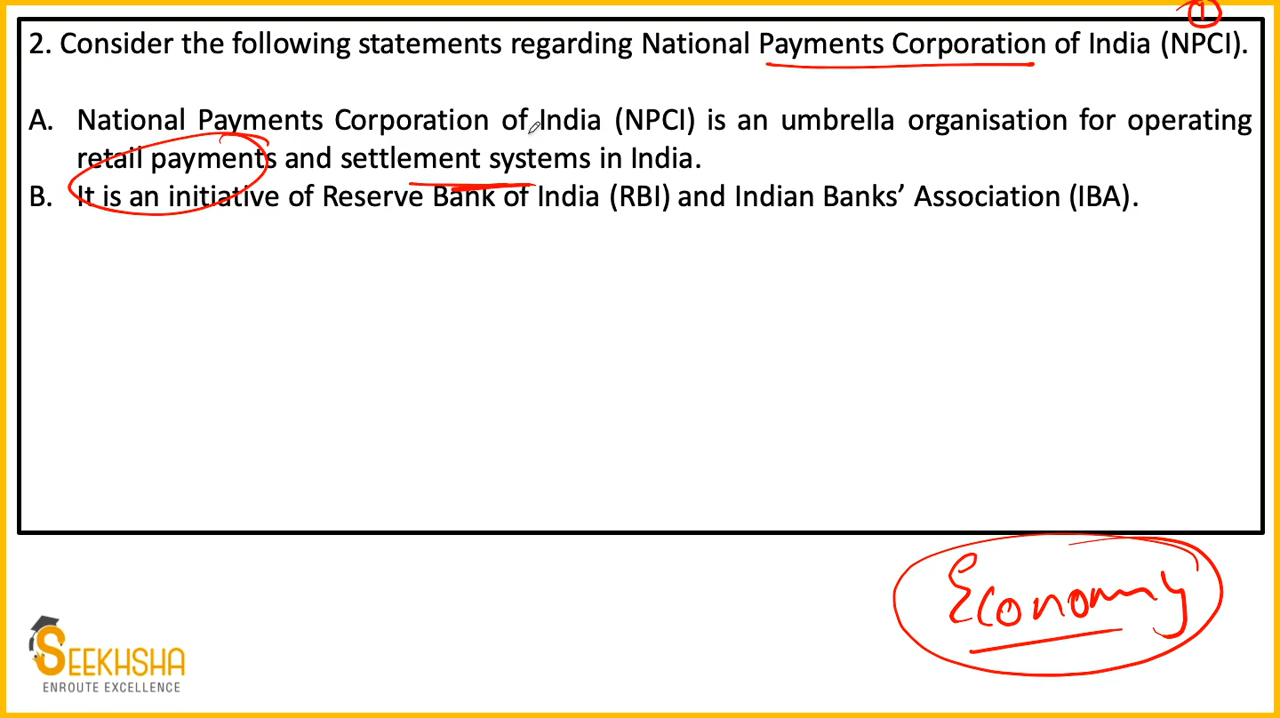 1
2. Consider the following statements regarding National Payments Corporation of India (NPCI).
A. National Payments Corporation of India (NPCI) is an umbrella organisation for operating
retail payments and settlement systems in India.
B. It is an initiative of Reserve Bank of India (RBI) and Indian Banks’ Association (IBA).
Economy
SEEKHSHA
ENROUTE EXCELLENCE